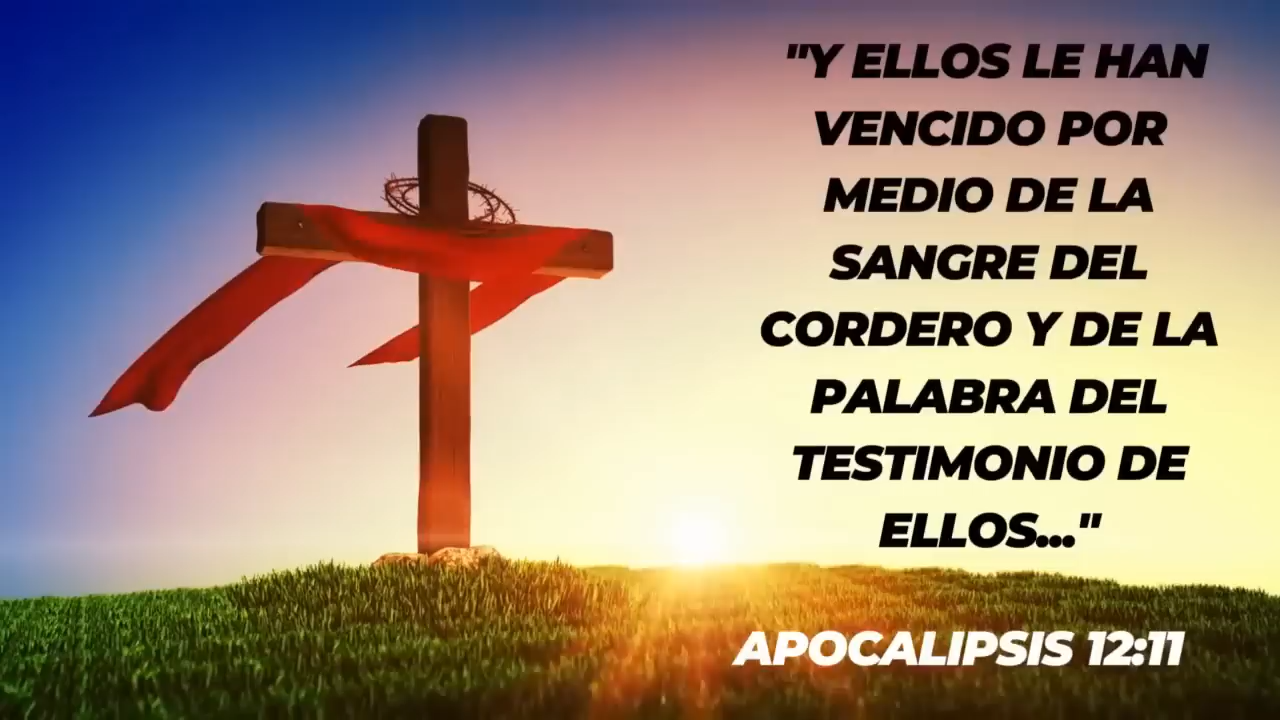 "Y ELLOS LE HAN
VENCIDO POR
MEDIO DE LA
SANGRE DEL
CORDERO Y DE LA
PALABRA DEL
TESTIMONIO DE
ELLOS..."
APOCALIPSIS 12:11